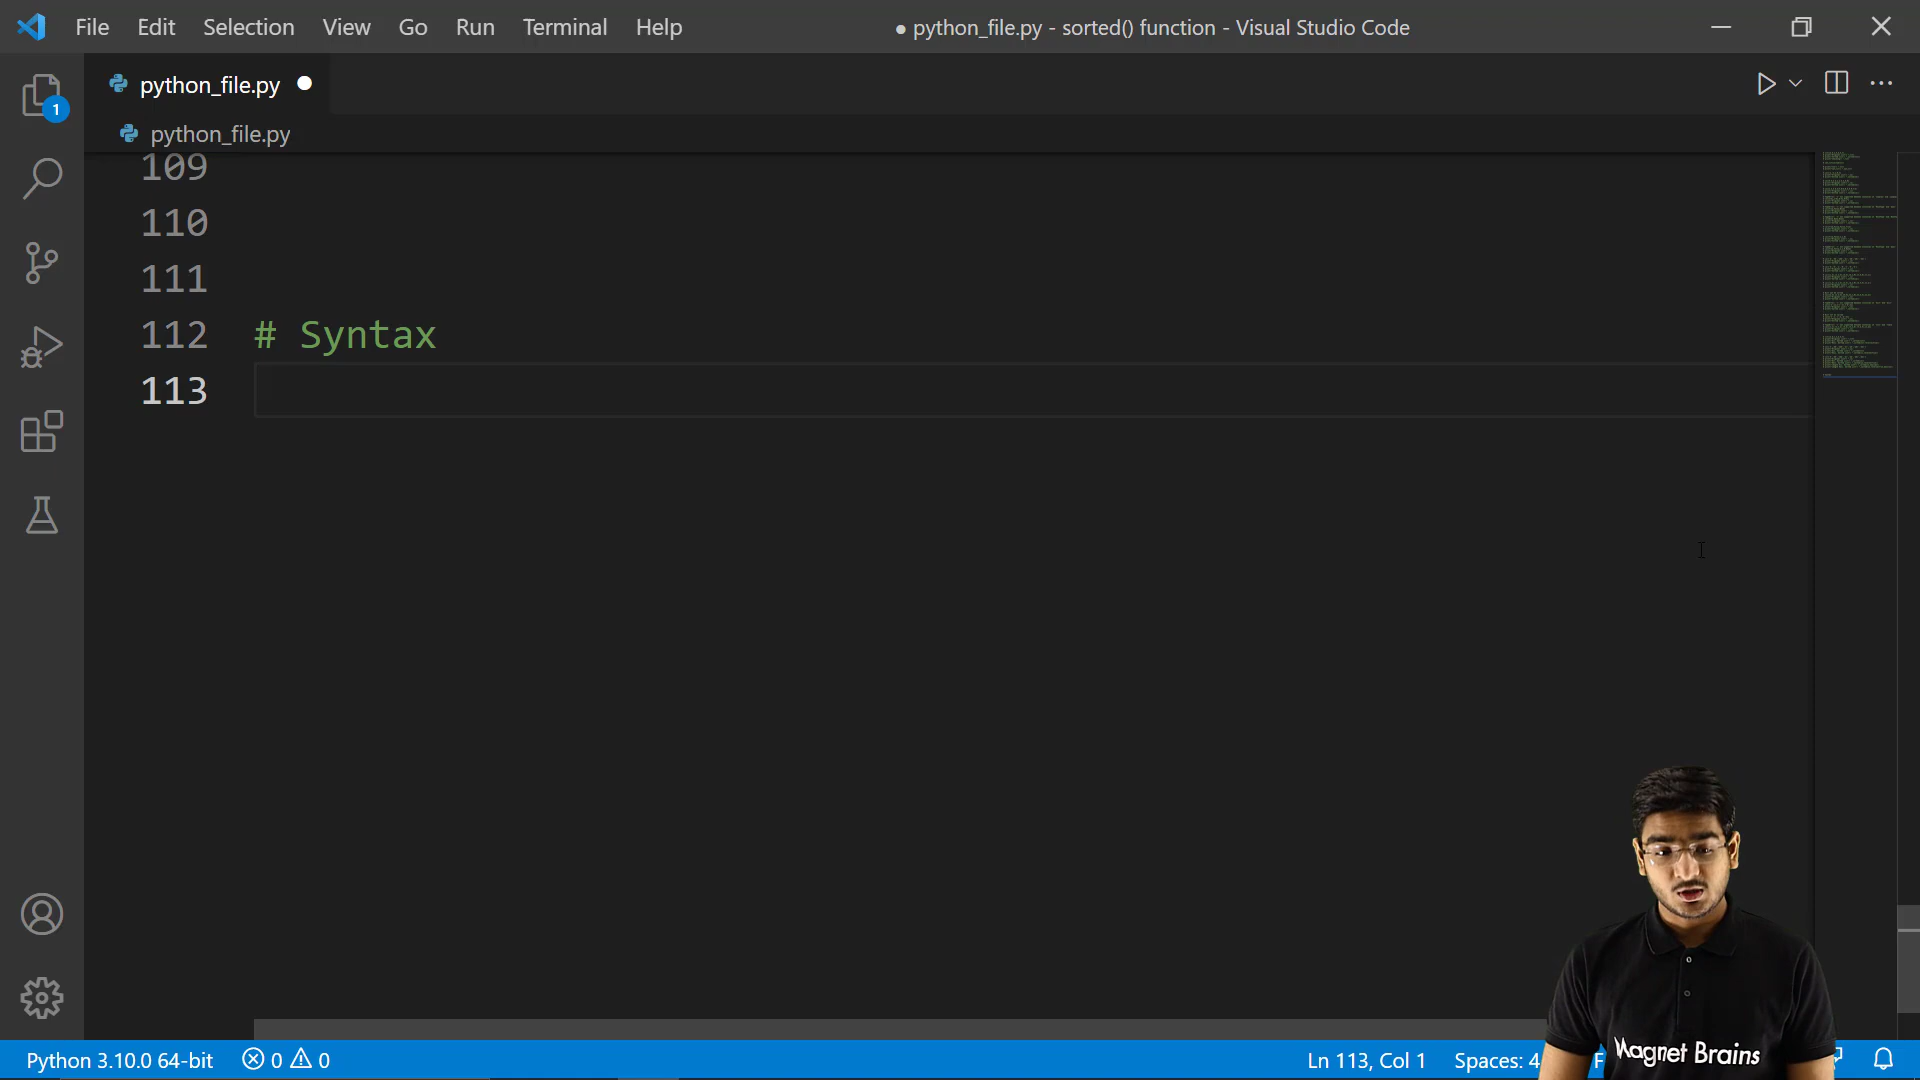 File Edit Selection View Go Run Terminal Help ● python_file.py - sorted() function - Visual Studio Code
python_file.py
1
python_file.py
109
110
111
112 # Syntax
113
Python 3.10.0 64-bit 0 0 Ln 113, Col 1 Spaces: 4
Magnet Brains